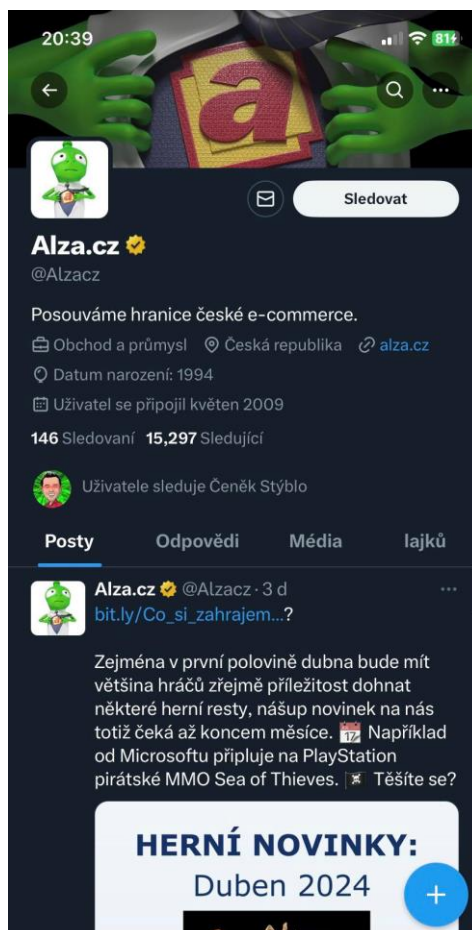 20:39
81
a
Sledovat
Alza.cz
@Alzacz
Posouváme hranice české e-commerce.
Obchod a průmysl Česká republika alza.cz
Datum narození: 1994
Uživatel se připojil květen 2009
146 Sledovaní 15,297 Sledující
Uživatele sleduje Čeněk Stýblo
Posty Odpovědi Média lajků
Alza.cz @Alzacz · 3 d
bit.ly/Co_si_zahrajem...?
Zejména v první polovině dubna bude mít
většina hráčů zřejmě příležitost dohnat
některé herní resty, nášup novinek na nás
totiž čeká až koncem měsíce. 📅 Například
od Microsoftu připluje na PlayStation
pirátské MMO Sea of Thieves. 🏴‍☠️ Těšíte se?
HERNÍ NOVINKY:
Duben 2024